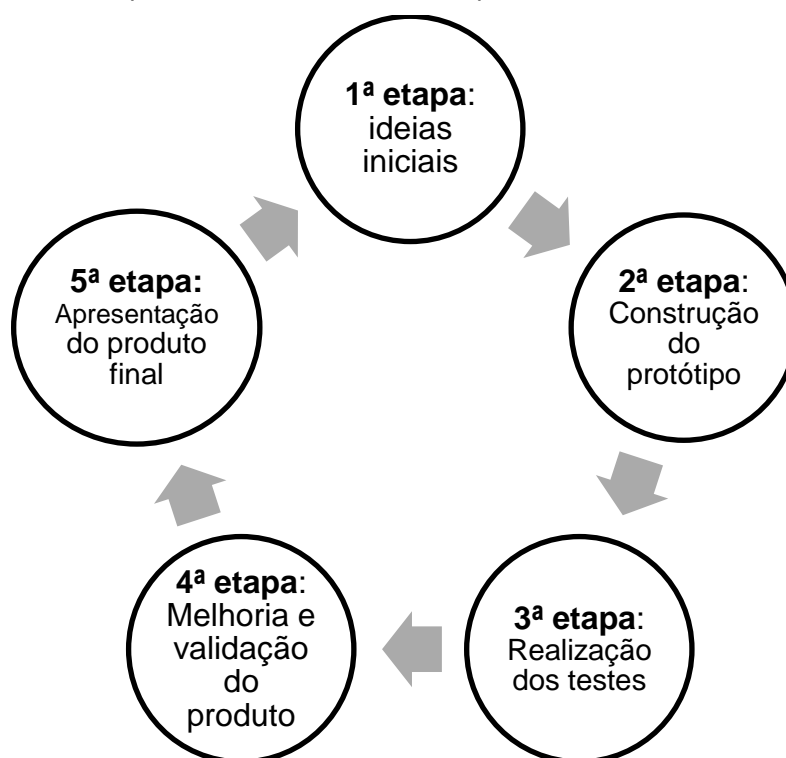 1ª etapa:
ideias
iniciais
2ª etapa:
Construção
do
protótipo
3ª etapa:
Realização
dos testes
4ª etapa:
Melhoria e
validação
do
produto
5ª etapa:
Apresentação
do produto
final